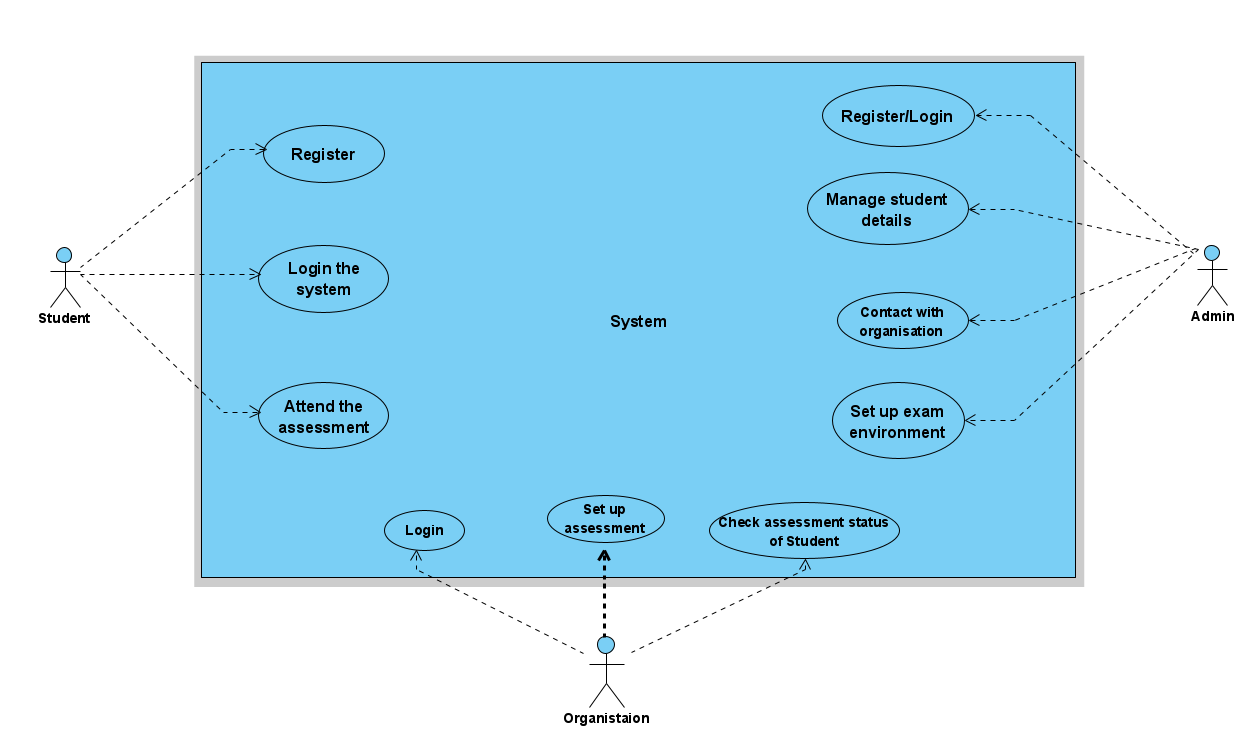 Register
Login the
system
Attend the
assessment
Student
System
Register/Login
Manage student
details
Contact with
organisation
Set up exam
environment
Admin
Login
Set up
assessment
Check assessment status
of Student
Organistaion